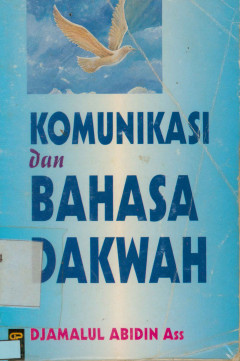 KOMUNIKASI
dan
BAHASA
DAKWAH
DJAMALUL ABIDIN Ass